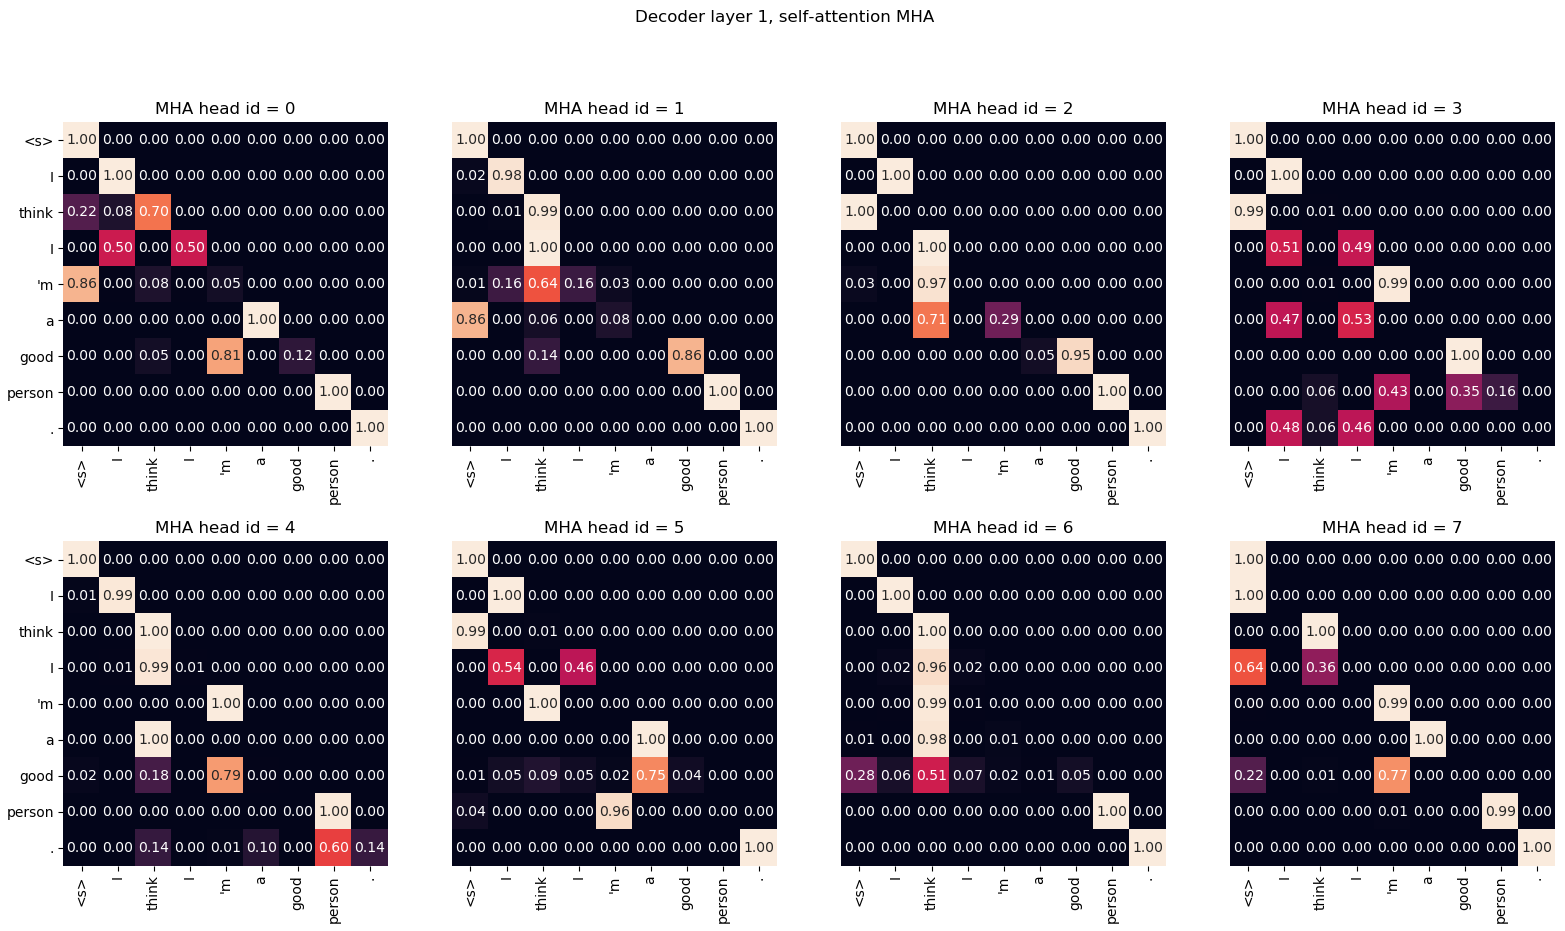 Decoder layer 1, self-attention MHA
MHA head id = 0 MHA head id = 1 MHA head id = 2 MHA head id = 3
<s> 1.00 0.00 0.00 0.00 0.00 0.00 0.00 0.00 0.00 1.00 0.00 0.00 0.00 0.00 0.00 0.00 0.00 0.00 1.00 0.00 0.00 0.00 0.00 0.00 0.00 0.00 0.00 1.00 0.00 0.00 0.00 0.00 0.00 0.00 0.00 0.00
I 0.00 1.00 0.00 0.00 0.00 0.00 0.00 0.00 0.00 0.02 0.98 0.00 0.00 0.00 0.00 0.00 0.00 0.00 0.00 1.00 0.00 0.00 0.00 0.00 0.00 0.00 0.00 0.00 1.00 0.00 0.00 0.00 0.00 0.00 0.00 0.00
think 0.22 0.08 0.70 0.00 0.00 0.00 0.00 0.00 0.00 0.00 0.01 0.99 0.00 0.00 0.00 0.00 0.00 0.00 1.00 0.00 0.00 0.00 0.00 0.00 0.00 0.00 0.00 0.99 0.00 0.01 0.00 0.00 0.00 0.00 0.00 0.00
I 0.00 0.50 0.00 0.50 0.00 0.00 0.00 0.00 0.00 0.00 0.00 1.00 0.00 0.00 0.00 0.00 0.00 0.00 0.00 0.00 1.00 0.00 0.00 0.00 0.00 0.00 0.00 0.00 0.51 0.00 0.49 0.00 0.00 0.00 0.00 0.00
'm 0.86 0.00 0.08 0.00 0.05 0.00 0.00 0.00 0.00 0.01 0.16 0.64 0.16 0.03 0.00 0.00 0.00 0.00 0.03 0.00 0.97 0.00 0.00 0.00 0.00 0.00 0.00 0.00 0.00 0.01 0.00 0.99 0.00 0.00 0.00 0.00
a 0.00 0.00 0.00 0.00 0.00 1.00 0.00 0.00 0.00 0.86 0.00 0.06 0.00 0.08 0.00 0.00 0.00 0.00 0.00 0.00 0.71 0.00 0.29 0.00 0.00 0.00 0.00 0.00 0.47 0.00 0.53 0.00 0.00 0.00 0.00 0.00
good 0.00 0.00 0.05 0.00 0.81 0.00 0.12 0.00 0.00 0.00 0.00 0.14 0.00 0.00 0.00 0.86 0.00 0.00 0.00 0.00 0.00 0.00 0.00 0.05 0.95 0.00 0.00 0.00 0.00 0.00 0.00 0.00 0.00 1.00 0.00 0.00
person 0.00 0.00 0.00 0.00 0.00 0.00 0.00 1.00 0.00 0.00 0.00 0.00 0.00 0.00 0.00 0.00 1.00 0.00 0.00 0.00 0.00 0.00 0.00 0.00 0.00 1.00 0.00 0.00 0.00 0.06 0.00 0.43 0.00 0.35 0.16 0.00
. 0.00 0.00 0.00 0.00 0.00 0.00 0.00 0.00 1.00 0.00 0.00 0.00 0.00 0.00 0.00 0.00 0.00 1.00 0.00 0.00 0.00 0.00 0.00 0.00 0.00 0.00 1.00 0.00 0.48 0.06 0.46 0.00 0.00 0.00 0.00 0.00
<s> I think I 'm a good person . <s> I think I 'm a good person . <s> I think I 'm a good person . <s> I think I 'm a good person .
MHA head id = 4 MHA head id = 5 MHA head id = 6 MHA head id = 7
<s> 1.00 0.00 0.00 0.00 0.00 0.00 0.00 0.00 0.00 1.00 0.00 0.00 0.00 0.00 0.00 0.00 0.00 0.00 1.00 0.00 0.00 0.00 0.00 0.00 0.00 0.00 0.00 1.00 0.00 0.00 0.00 0.00 0.00 0.00 0.00 0.00
I 0.01 0.99 0.00 0.00 0.00 0.00 0.00 0.00 0.00 0.00 1.00 0.00 0.00 0.00 0.00 0.00 0.00 0.00 0.00 1.00 0.00 0.00 0.00 0.00 0.00 0.00 0.00 1.00 0.00 0.00 0.00 0.00 0.00 0.00 0.00 0.00
think 0.00 0.00 1.00 0.00 0.00 0.00 0.00 0.00 0.00 0.99 0.00 0.01 0.00 0.00 0.00 0.00 0.00 0.00 0.00 0.00 1.00 0.00 0.00 0.00 0.00 0.00 0.00 0.00 0.00 1.00 0.00 0.00 0.00 0.00 0.00 0.00
I 0.00 0.01 0.99 0.01 0.00 0.00 0.00 0.00 0.00 0.00 0.54 0.00 0.46 0.00 0.00 0.00 0.00 0.00 0.00 0.02 0.96 0.02 0.00 0.00 0.00 0.00 0.00 0.64 0.00 0.36 0.00 0.00 0.00 0.00 0.00 0.00
'm 0.00 0.00 0.00 0.00 1.00 0.00 0.00 0.00 0.00 0.00 0.00 1.00 0.00 0.00 0.00 0.00 0.00 0.00 0.00 0.00 0.99 0.01 0.00 0.00 0.00 0.00 0.00 0.00 0.00 0.00 0.00 0.99 0.00 0.00 0.00 0.00
a 0.00 0.00 1.00 0.00 0.00 0.00 0.00 0.00 0.00 0.00 0.00 0.00 0.00 0.00 1.00 0.00 0.00 0.00 0.01 0.00 0.98 0.00 0.01 0.00 0.00 0.00 0.00 0.00 0.00 0.00 0.00 0.00 1.00 0.00 0.00 0.00
good 0.02 0.00 0.18 0.00 0.79 0.00 0.00 0.00 0.00 0.01 0.05 0.09 0.05 0.02 0.75 0.04 0.00 0.00 0.28 0.06 0.51 0.07 0.02 0.01 0.05 0.00 0.00 0.22 0.00 0.01 0.00 0.77 0.00 0.00 0.00 0.00
person 0.00 0.00 0.00 0.00 0.00 0.00 0.00 1.00 0.00 0.04 0.00 0.00 0.00 0.96 0.00 0.00 0.00 0.00 0.00 0.00 0.00 0.00 0.00 0.00 0.00 1.00 0.00 0.00 0.00 0.00 0.00 0.01 0.00 0.00 0.99 0.00
. 0.00 0.00 0.14 0.00 0.01 0.10 0.00 0.60 0.14 0.00 0.00 0.00 0.00 0.00 0.00 0.00 0.00 1.00 0.00 0.00 0.00 0.00 0.00 0.00 0.00 0.00 1.00 0.00 0.00 0.00 0.00 0.00 0.00 0.00 0.00 1.00
<s> I think I 'm a good person . <s> I think I 'm a good person . <s> I think I 'm a good person . <s> I think I 'm a good person .